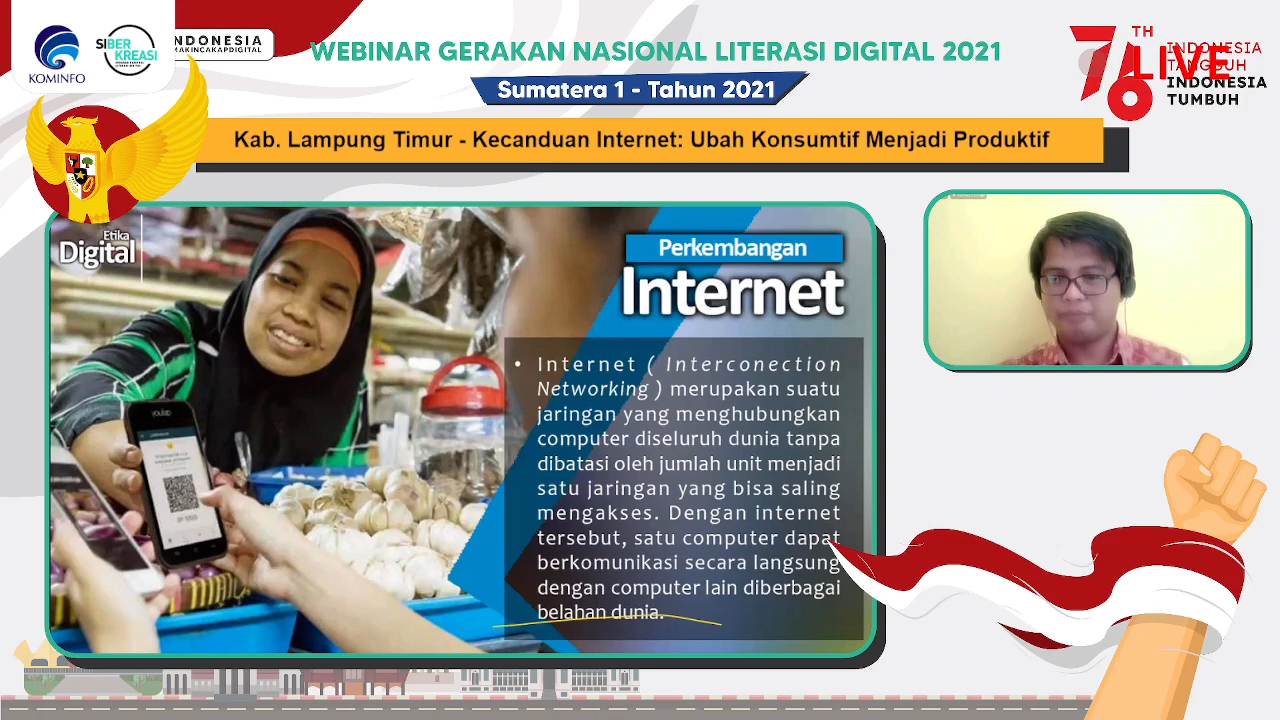 KOMINFO
SIBER
KREASI
INDONESIA
MAKINCAKAPDIGITAL
WEBINAR GERAKAN NASIONAL LITERASI DIGITAL 2021
Sumatera 1 - Tahun 2021
Kab. Lampung Timur - Kecanduan Internet: Ubah Konsumtif Menjadi Produktif
76
TH
LIVE
INDONESIA
TANGGUH
INDONESIA
TUMBUH
Etika
Digital
Perkembangan
Internet
• Internet ( Interconection
Networking ) merupakan suatu
jaringan yang menghubungkan
computer diseluruh dunia tanpa
dibatasi oleh jumlah unit menjadi
satu jaringan yang bisa saling
mengakses. Dengan internet
tersebut, satu computer dapat
berkomunikasi secara langsung
dengan computer lain diberbagai
belahan dunia.
youtap